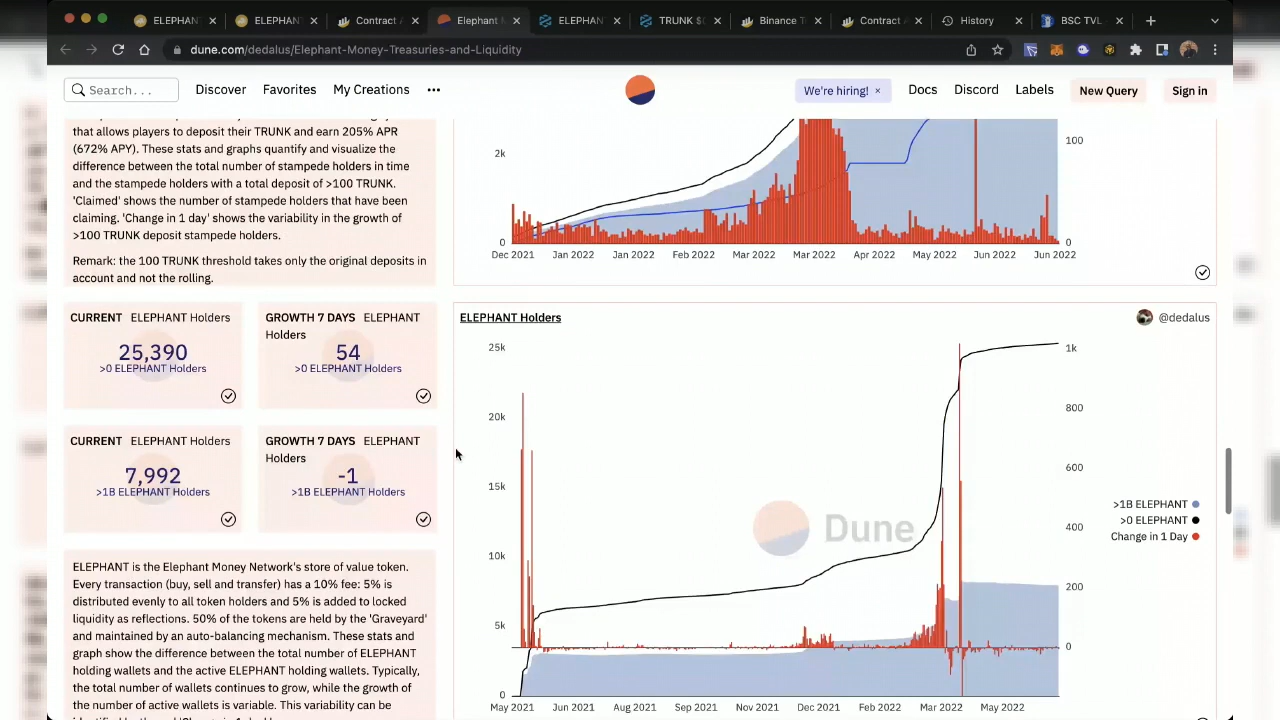 ELEPHAN
ELEPHAN
Contract A
Elephant M
ELEPHAN
TRUNK $
Binance T
Contract A
History
BSC TVL
dune.com/dedalus/Elephant-Money-Treasuries-and-Liquidity
Search...
Discover
Favorites
My Creations
We're hiring! ×
Docs
Discord
Labels
New Query
Sign in
that allows players to deposit their TRUNK and earn 205% APR
(672% APY). These stats and graphs quantify and visualize the
difference between the total number of stampede holders in time
and the stampede holders with a total deposit of >100 TRUNK.
'Claimed' shows the number of stampede holders that have been
claiming. 'Change in 1 day' shows the variability in the growth of
>100 TRUNK deposit stampede holders.
Remark: the 100 TRUNK threshold takes only the original deposits in
account and not the rolling.
2k
0
100
0
Dec 2021 Jan 2022 Jan 2022 Feb 2022 Mar 2022 Mar 2022 Apr 2022 May 2022 Jun 2022 Jun 2022
CURRENT ELEPHANT Holders
25,390
>0 ELEPHANT Holders
GROWTH 7 DAYS ELEPHANT
Holders
54
>0 ELEPHANT Holders
CURRENT ELEPHANT Holders
7,992
>1B ELEPHANT Holders
GROWTH 7 DAYS ELEPHANT
Holders
-1
>1B ELEPHANT Holders
ELEPHANT is the Elephant Money Network's store of value token.
Every transaction (buy, sell and transfer) has a 10% fee: 5% is
distributed evenly to all token holders and 5% is added to locked
liquidity as reflections. 50% of the tokens are held by the 'Graveyard'
and maintained by an auto-balancing mechanism. These stats and
graph show the difference between the total number of ELEPHANT
holding wallets and the active ELEPHANT holding wallets. Typically,
the total number of wallets continues to grow, while the growth of
the number of active wallets is variable. This variability can be
ELEPHANT Holders
@dedalus
25k
20k
15k
10k
5k
0
1k
800
600
400
200
0
Dune
>1B ELEPHANT
>0 ELEPHANT
Change in 1 Day
May 2021 Jun 2021 Aug 2021 Sep 2021 Nov 2021 Dec 2021 Feb 2022 Mar 2022 May 2022